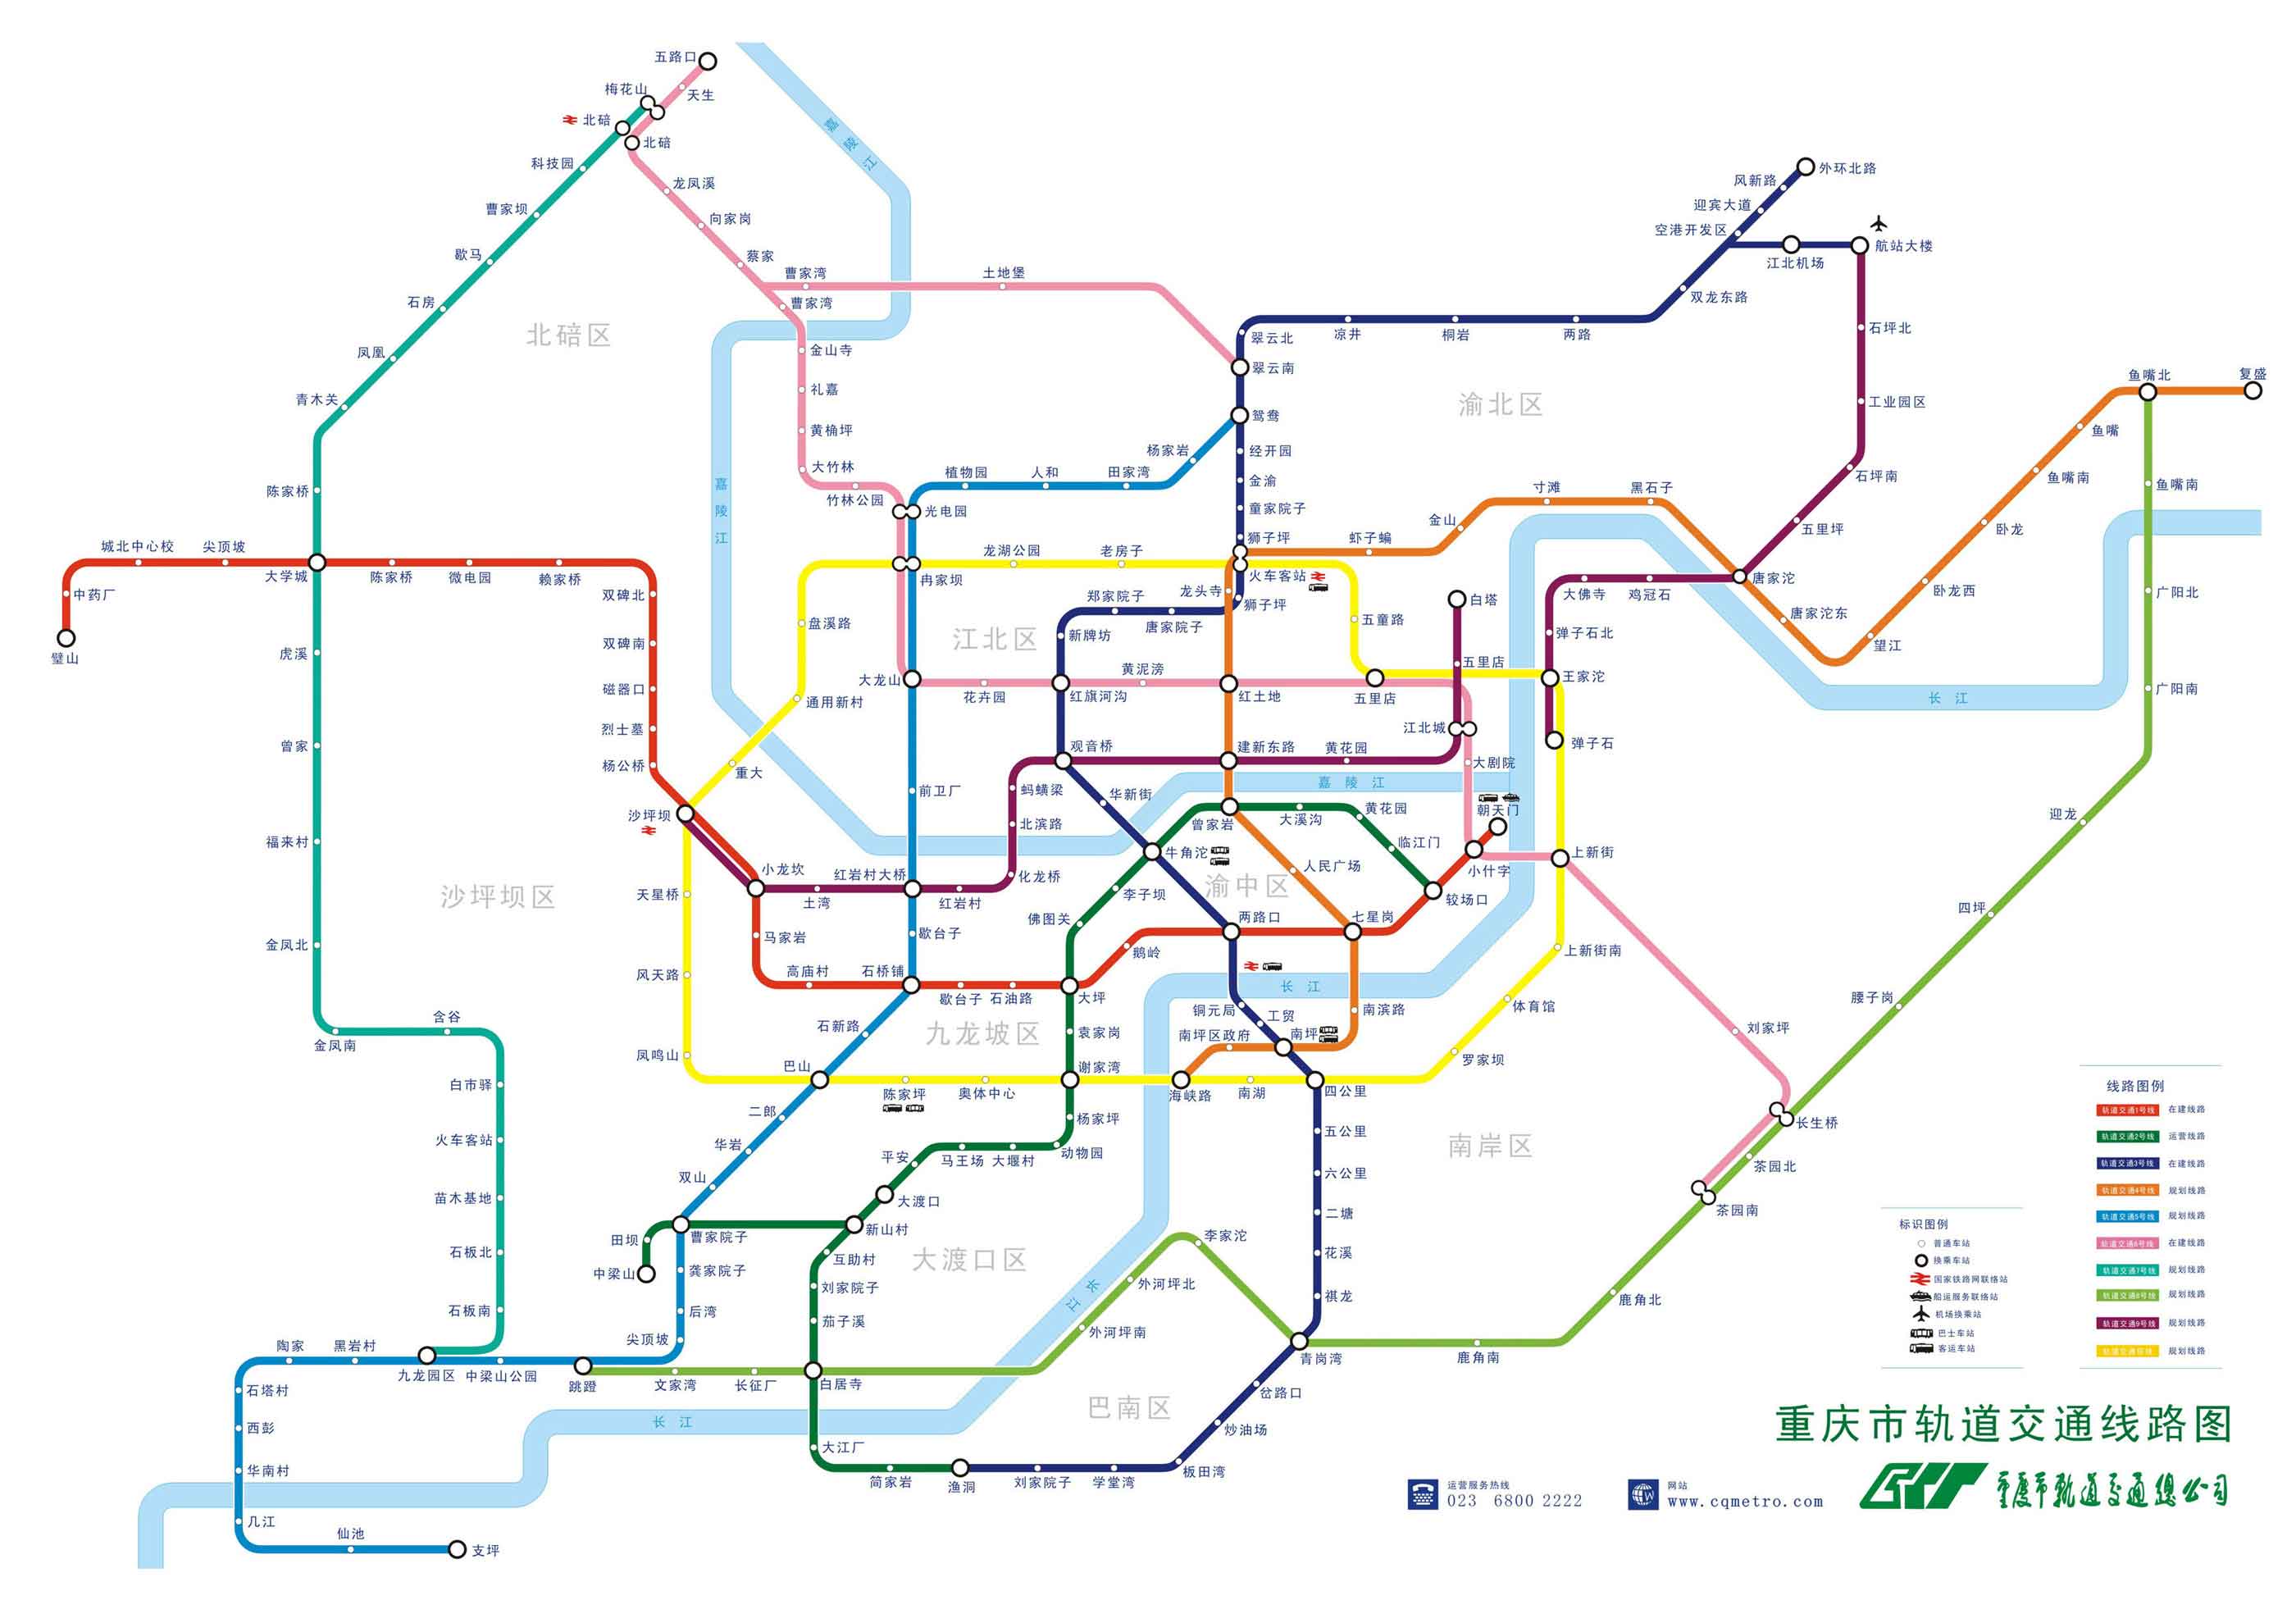 五路口
梅花山
天生
北碚
北碚
科技园
龙凤溪
曹家坝
向家岗
歇马
蔡家
石房
曹家湾
曹家湾
土地堡
凤凰
青木关
陈家桥
金山寺
礼嘉
黄桷坪
大竹林
竹林公园
光电园
植物园
人和
田家湾
杨家岩
嘉陵江
嘉陵江
北碚区
外环北路
风新路
迎宾大道
空港开发区
江北机场
航站大楼
双龙东路
翠云北
凉井
桐岩
两路
翠云南
鸳鸯
经开园
金渝
童家院子
狮子坪
火车客站
狮子坪
龙头寺
虾子蝙
金山
寸滩
黑石子
渝北区
石坪北
工业园区
石坪南
五里坪
唐家沱
唐家沱东
望江
卧龙西
卧龙
鱼嘴南
鱼嘴
鱼嘴北
复盛
鱼嘴南
广阳北
广阳南
迎龙
四坪
腰子岗
长江
城北中心校
尖顶坡
大学城
中药厂
璧山
陈家桥
微电园
赖家桥
双碑北
双碑南
磁器口
烈士墓
杨公桥
沙坪坝
虎溪
曾家
福来村
金凤北
金凤南
含谷
白市驿
火车客站
苗木基地
石板北
石板南
沙坪坝区
冉家坝
龙湖公园
老房子
盘溪路
通用新村
重大
江北区
郑家院子
唐家院子
新牌坊
大龙山
花卉园
红旗河沟
黄泥滂
红土地
五童路
五里店
五里店
白塔
江北城
大剧院
大佛寺
鸡冠石
弹子石北
王家沱
弹子石
观音桥
建新东路
黄花园
嘉陵江
前卫厂
蚂蟥梁
北滨路
化龙桥
华新街
曾家岩
大溪沟
黄花园
临江门
朝天门
小什字
较场口
上新街
小龙坎
土湾
红岩村大桥
红岩村
牛角沱
李子坝
佛图关
人民广场
渝中区
天星桥
马家岩
歇台子
两路口
七星岗
鹅岭
上新街南
风天路
高庙村
石桥铺
歇台子
石油路
大坪
长江
凤鸣山
石新路
九龙坡区
袁家岗
铜元局
工贸
南坪区政府
南坪
南滨路
体育馆
罗家坝
刘家坪
巴山
陈家坪
奥体中心
谢家湾
海峡路
南湖
四公里
二郎
华岩
双山
杨家坪
动物园
大堰村
马王场
平安
大渡口
新山村
五公里
六公里
二塘
花溪
祺龙
南岸区
长生桥
茶园北
茶园南
曹家院子
田坝
中梁山
龚家院子
后湾
尖顶坡
互助村
刘家院子
茄子溪
大渡口区
李家沱
外河坪北
外河坪南
长江
青岗湾
鹿角南
鹿角北
陶家
黑岩村
九龙园区
中梁山公园
跳蹬
文家湾
长征厂
白居寺
石塔村
西彭
华南村
几江
仙池
支坪
长江
大江厂
简家岩
渔洞
刘家院子
学堂湾
板田湾
炒油场
岔路口
巴南区
标识图例
普通车站
换乘车站
国家铁路网联络站
船运服务联络站
机场换乘站
巴士车站
客运车站
线路图例
轨道交通1号线 在建线路
轨道交通2号线 运营线路
轨道交通3号线 在建线路
轨道交通4号线 规划线路
轨道交通5号线 规划线路
轨道交通6号线 在建线路
轨道交通7号线 规划线路
轨道交通8号线 规划线路
轨道交通9号线 规划线路
规划线路
重庆市轨道交通线路图
重庆市轨道交通总公司
运营服务热线
023 6800 2222
网站
www.cqmetro.com